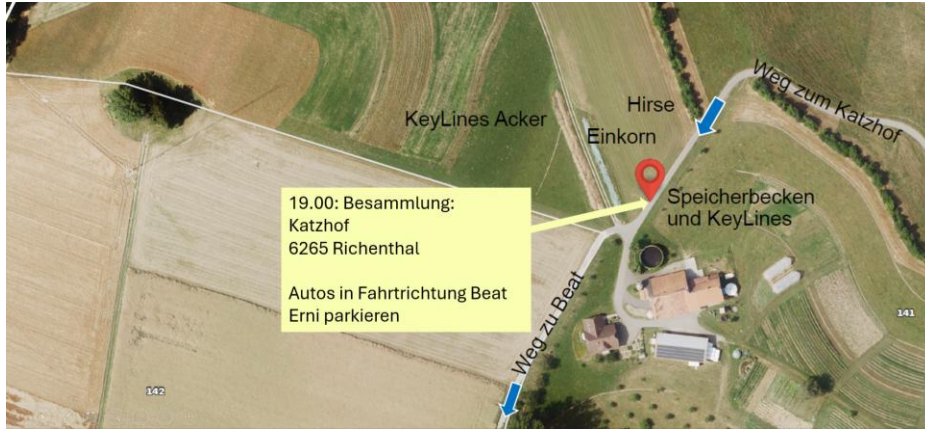 Weg zum Katzhof
Hirse
KeyLines Acker
Einkorn
19.00: Besammlung:
Katzhof
6265 Richenthal
Autos in Fahrtrichtung Beat
Erni parkieren
Speicherbecken
und KeyLines
Weg zu Beat
141
142